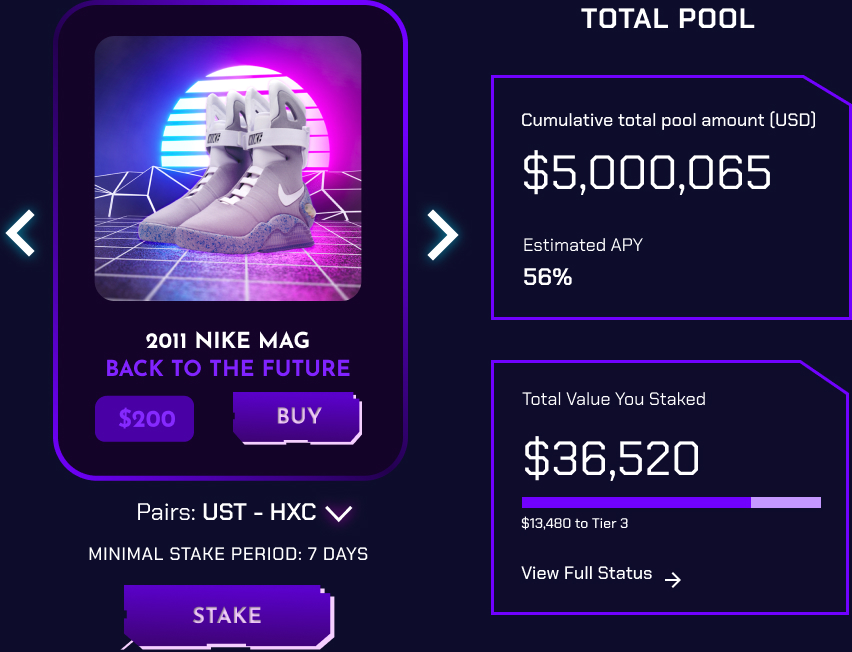 2011 NIKE MAG
BACK TO THE FUTURE
$200
BUY
Pairs: UST - HXC
MINIMAL STAKE PERIOD: 7 DAYS
STAKE
TOTAL POOL
Cumulative total pool amount (USD)
$5,000,065
Estimated APY
56%
Total Value You Staked
$36,520
$13,480 to Tier 3
View Full Status